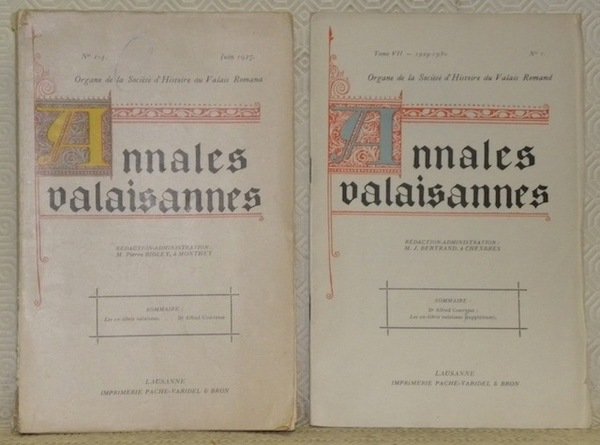 Juin 1927.
Organe de la Société d'Histoire du Valais Romand
Annales
valaisannes
RÉDACTION-ADMINISTRATION :
M. Pierre BIOLEY, A MONTHEY
SOMMAIRE :
Les ex-libris valaisans. Dr Alfred Comtesse
LAUSANNE
IMPRIMERIE PACHE-VARIDEL & BRON
Tome VII — 1929-1930. No 1.
Organe de la Société d'Histoire du Valais Romand
Annales
valaisannes
RÉDACTION-ADMINISTRATION :
M. J. BERTRAND, A CHEXBRES
SOMMAIRE :
Dr Alfred Comtesse :
Les ex-libris valaisans (supplément).
LAUSANNE
IMPRIMERIE PACHE-VARIDEL & BRON